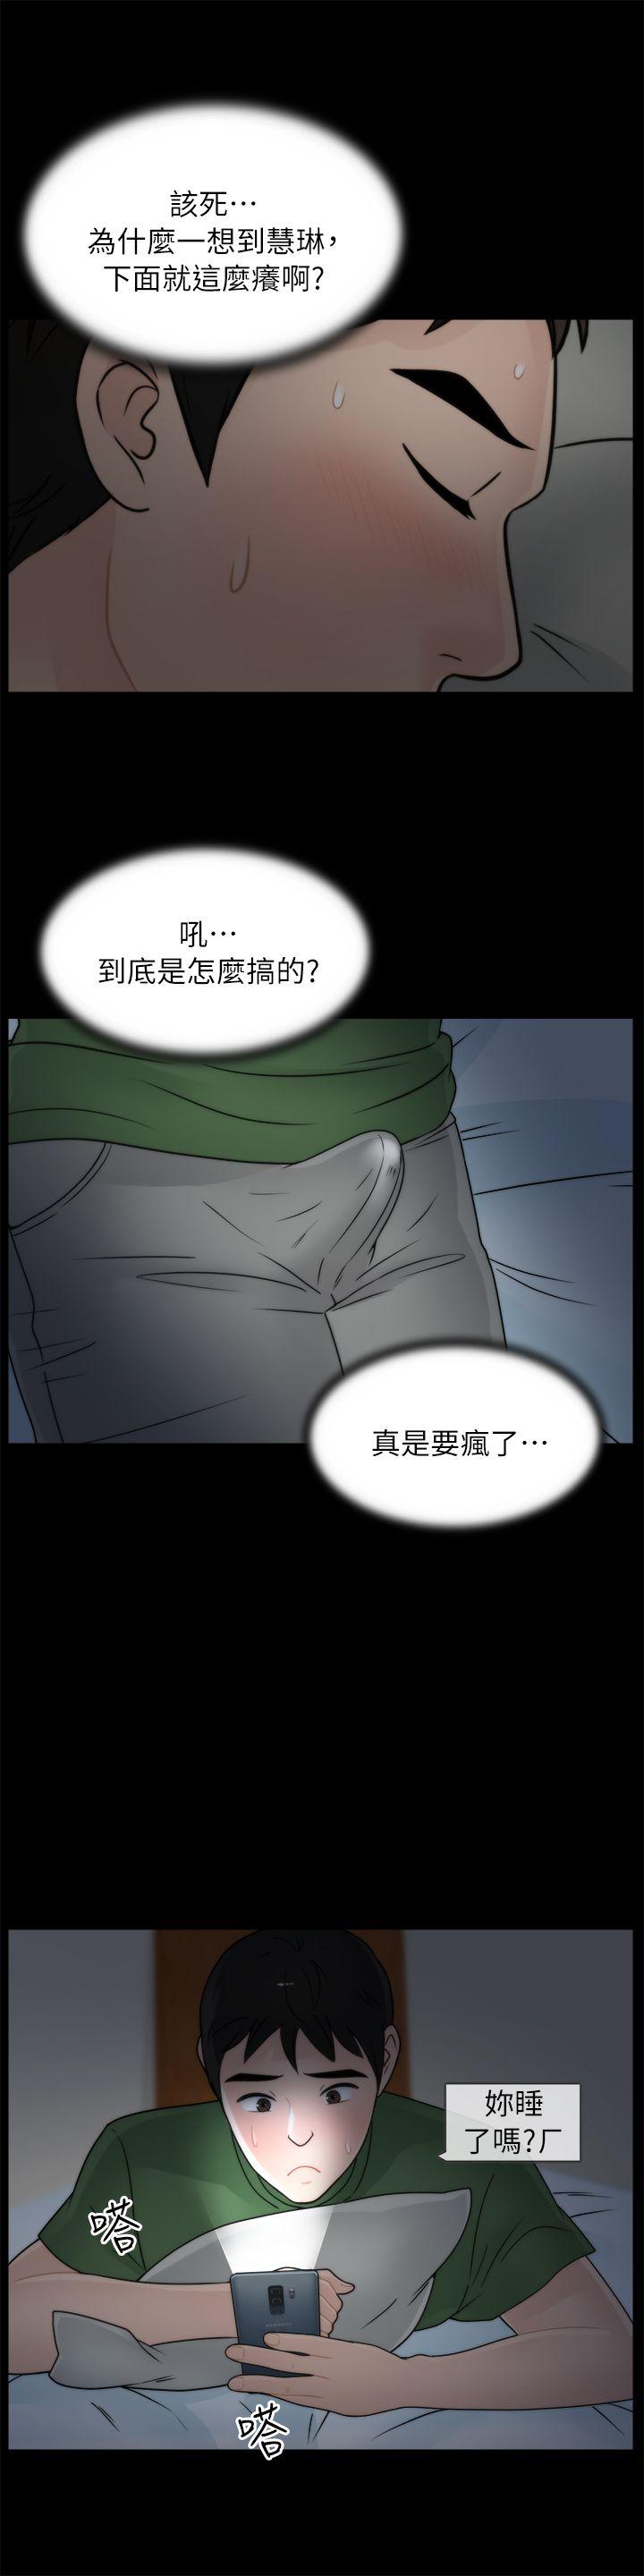 該死…
為什麼一想到慧琳，
下面就這麼癢啊?
吼…
到底是怎麼搞的?
真是要瘋了…
妳睡
了嗎?ㄏ
嗒
SAMSUNG
嗒